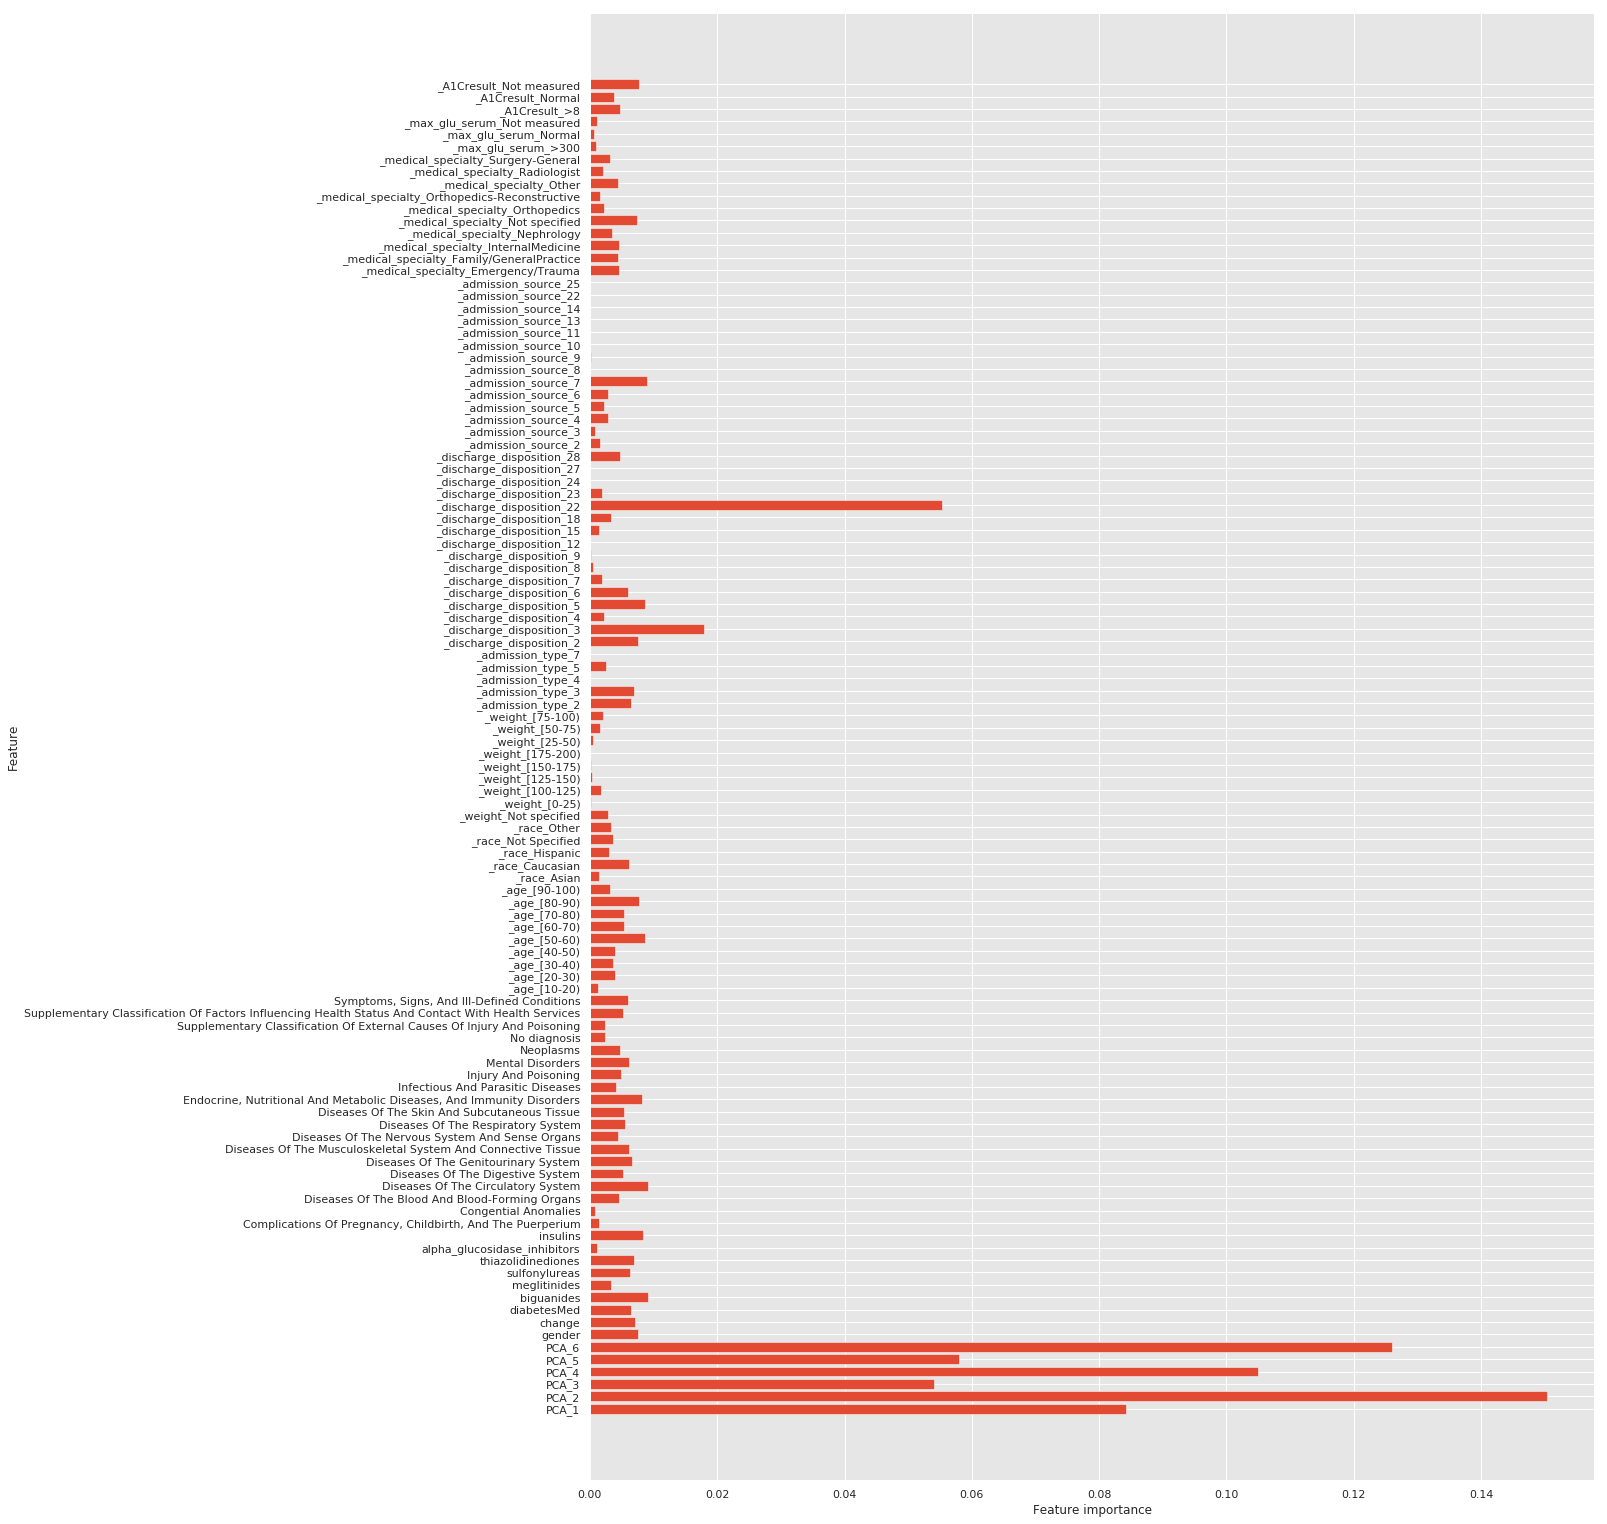 _A1Cresult_Not measured
_A1Cresult_Normal
_A1Cresult_>8
_max_glu_serum_Not measured
_max_glu_serum_Normal
_max_glu_serum_>300
_medical_specialty_Surgery-General
_medical_specialty_Radiologist
_medical_specialty_Other
_medical_specialty_Orthopedics-Reconstructive
_medical_specialty_Orthopedics
_medical_specialty_Not specified
_medical_specialty_Nephrology
_medical_specialty_InternalMedicine
_medical_specialty_Family/GeneralPractice
_medical_specialty_Emergency/Trauma
_admission_source_25
_admission_source_22
_admission_source_14
_admission_source_13
_admission_source_11
_admission_source_10
_admission_source_9
_admission_source_8
_admission_source_7
_admission_source_6
_admission_source_5
_admission_source_4
_admission_source_3
_admission_source_2
_discharge_disposition_28
_discharge_disposition_27
_discharge_disposition_24
_discharge_disposition_23
_discharge_disposition_22
_discharge_disposition_18
_discharge_disposition_15
_discharge_disposition_12
_discharge_disposition_9
_discharge_disposition_8
_discharge_disposition_7
_discharge_disposition_6
_discharge_disposition_5
_discharge_disposition_4
_discharge_disposition_3
_discharge_disposition_2
_admission_type_7
_admission_type_5
_admission_type_4
_admission_type_3
_admission_type_2
_weight_[75-100)
_weight_[50-75)
_weight_[25-50)
_weight_[175-200)
_weight_[150-175)
_weight_[125-150)
_weight_[100-125)
_weight_[0-25)
_weight_Not specified
_race_Other
_race_Not Specified
_race_Hispanic
_race_Caucasian
_race_Asian
_age_[90-100)
_age_[80-90)
_age_[70-80)
_age_[60-70)
_age_[50-60)
_age_[40-50)
_age_[30-40)
_age_[20-30)
_age_[10-20)
Symptoms, Signs, And Ill-Defined Conditions
Supplementary Classification Of Factors Influencing Health Status And Contact With Health Services
Supplementary Classification Of External Causes Of Injury And Poisoning
No diagnosis
Neoplasms
Mental Disorders
Injury And Poisoning
Infectious And Parasitic Diseases
Endocrine, Nutritional And Metabolic Diseases, And Immunity Disorders
Diseases Of The Skin And Subcutaneous Tissue
Diseases Of The Respiratory System
Diseases Of The Nervous System And Sense Organs
Diseases Of The Musculoskeletal System And Connective Tissue
Diseases Of The Genitourinary System
Diseases Of The Digestive System
Diseases Of The Circulatory System
Diseases Of The Blood And Blood-Forming Organs
Congential Anomalies
Complications Of Pregnancy, Childbirth, And The Puerperium
insulins
alpha_glucosidase_inhibitors
thiazolidinediones
sulfonylureas
meglitinides
biguanides
diabetesMed
change
gender
PCA_6
PCA_5
PCA_4
PCA_3
PCA_2
PCA_1
Feature
0.00 0.02 0.04 0.06 0.08 0.10 0.12 0.14
Feature importance